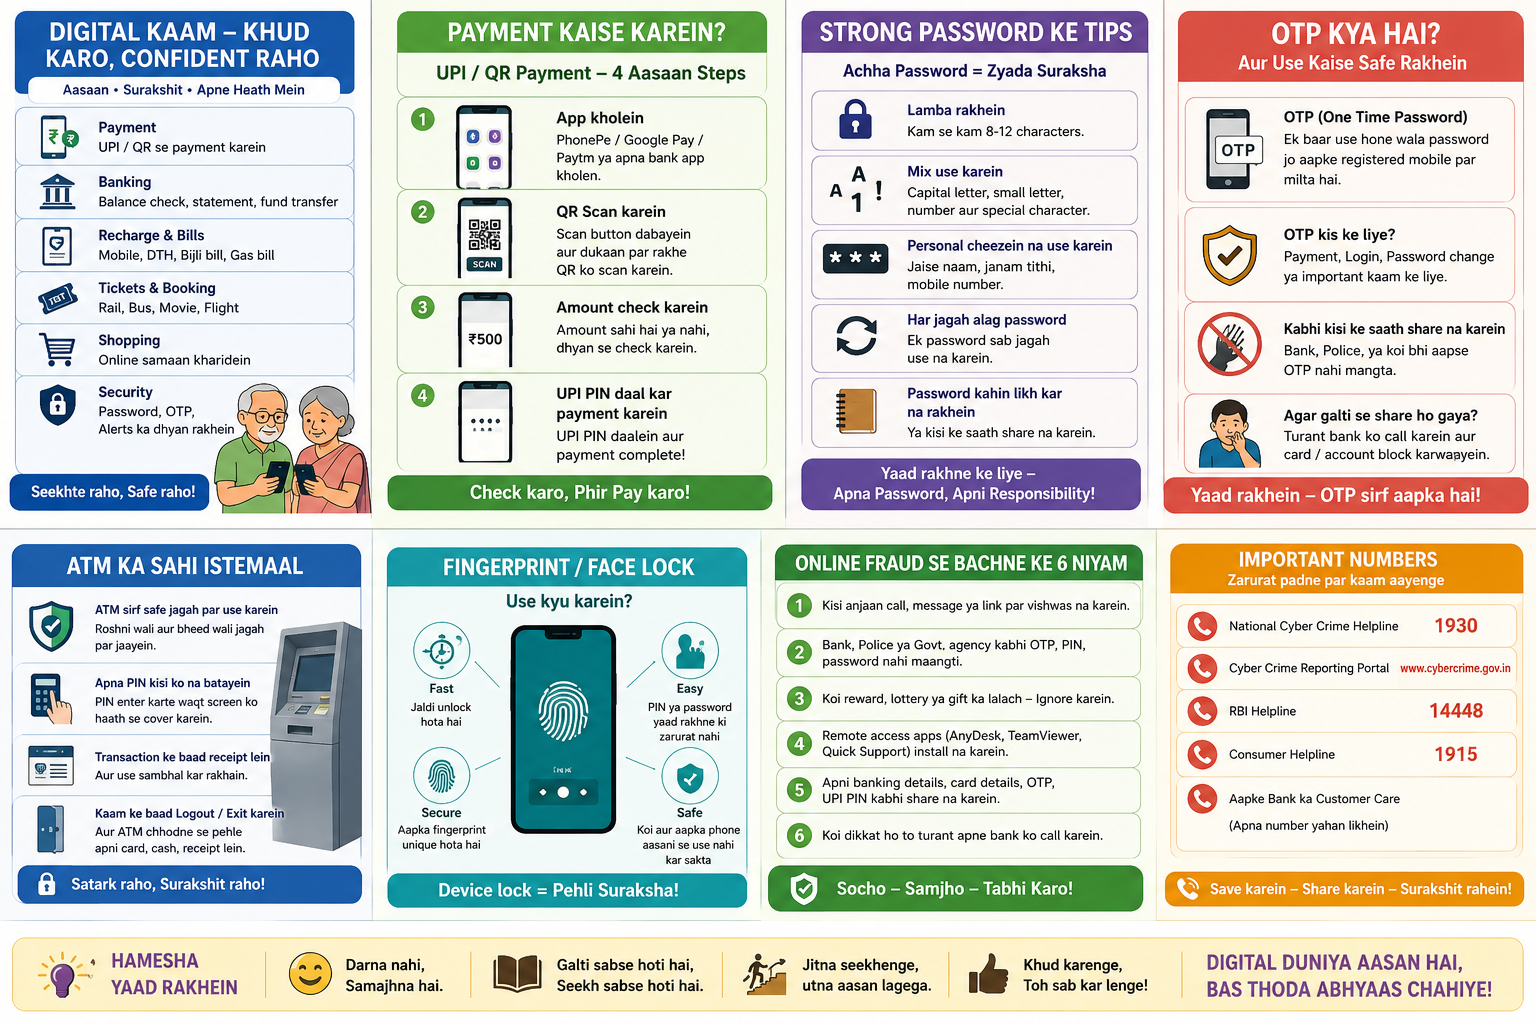 DIGITAL KAAM – KHUD
KARO, CONFIDENT RAHO
Aasaan • Surakshit • Apne Heath Mein
Payment
UPI / QR se payment karein
Banking
Balance check, statement, fund transfer
Recharge & Bills
Mobile, DTH, Bijli bill, Gas bill
Tickets & Booking
Rail, Bus, Movie, Flight
Shopping
Online samaan kharidein
Security
Password, OTP,
Alerts ka dhyan rakhein
Seekhte raho, Safe raho!
PAYMENT KAISE KAREIN?
UPI / QR Payment – 4 Aasaan Steps
1
App kholein
PhonePe / Google Pay /
Paytm ya apna bank app
kholen.
2
SCAN
QR Scan karein
Scan button dabayein
aur dukaan par rakhe
QR ko scan karein.
3
₹500
Amount check karein
Amount sahi hai ya nahi,
dhyan se check karein.
4
UPI PIN daal kar
payment karein
UPI PIN daalein aur
payment complete!
Check karo, Phir Pay karo!
STRONG PASSWORD KE TIPS
Achha Password = Zyada Suraksha
Lamba rakhein
Kam se kam 8-12 characters.
A A 1 !
Mix use karein
Capital letter, small letter,
number aur special character.
* * *
Personal cheezein na use karein
Jaise naam, janam tithi,
mobile number.
Har jagah alag password
Ek password sab jagah
use na karein.
Password kahin likh kar
na rakhein
Ya kisi ke saath share na karein.
Yaad rakhne ke liye –
Apna Password, Apni Responsibility!
OTP KYA HAI?
Aur Use Kaise Safe Rakhein
OTP
OTP (One Time Password)
Ek baar use hone wala password
jo aapke registered mobile par
milta hai.
OTP kis ke liye?
Payment, Login, Password change
ya important kaam ke liye.
Kabhi kisi ke saath share na karein
Bank, Police, ya koi bhi aapse
OTP nahi mangta.
Agar galti se share ho gaya?
Turant bank ko call karein aur
card / account block karwaayein.
Yaad rakhein – OTP sirf aapka hai!
ATM KA SAHI ISTEMAAL
ATM sirf safe jagah par use karein
Roshni wali aur bheed wali jagah
par jaayein.
Apna PIN kisi ko na batayein
PIN enter karte waqt screen ko
haath se cover karein.
Transaction ke baad receipt lein
Aur use sambhal kar rakhain.
Kaam ke baad Logout / Exit karein
Aur ATM chhodne se pehle
apni card, cash, receipt lein.
Satark raho, Surakshit raho!
FINGERPRINT / FACE LOCK
Use kyu karein?
Fast
Jaldi unlock
hota hai
Easy
PIN ya password
yaad rakhne ki
zarurat nahi
Secure
Aapka fingerprint
unique hota hai
Safe
Koi aur aapka phone
aasani se use nahi
kar sakta
Device lock = Pehli Suraksha!
ONLINE FRAUD SE BACHNE KE 6 NIYAM
1 Kisi anjaan call, message ya link par vishwas na karein.
2 Bank, Police ya Govt. agency kabhi OTP, PIN,
password nahi maangti.
3 Koi reward, lottery ya gift ka lalach – Ignore karein.
4 Remote access apps (AnyDesk, TeamViewer,
Quick Support) install na karein.
5 Apni banking details, card details, OTP,
UPI PIN kabhi share na karein.
6 Koi dikkat ho to turant apne bank ko call karein.
Socho – Samjho – Tabhi Karo!
IMPORTANT NUMBERS
Zarurat padne par kaam aayenge
National Cyber Crime Helpline 1930
Cyber Crime Reporting Portal www.cybercrime.gov.in
RBI Helpline 14448
Consumer Helpline 1915
Aapke Bank ka Customer Care
(Apna number yahan likhein)
Save karein – Share karein – Surakshit rahein!
HAMESHA
YAAD RAKHEIN
Darna nahi,
Samajhna hai.
Galti sabse hoti hai,
Seekh sabse hoti hai.
Jitna seekhenge,
utna aasan lagega.
Khud karenge,
Toh sab kar lenge!
DIGITAL DUNIYA AASAN HAI,
BAS THODA ABHYAAS CHAHIYE!